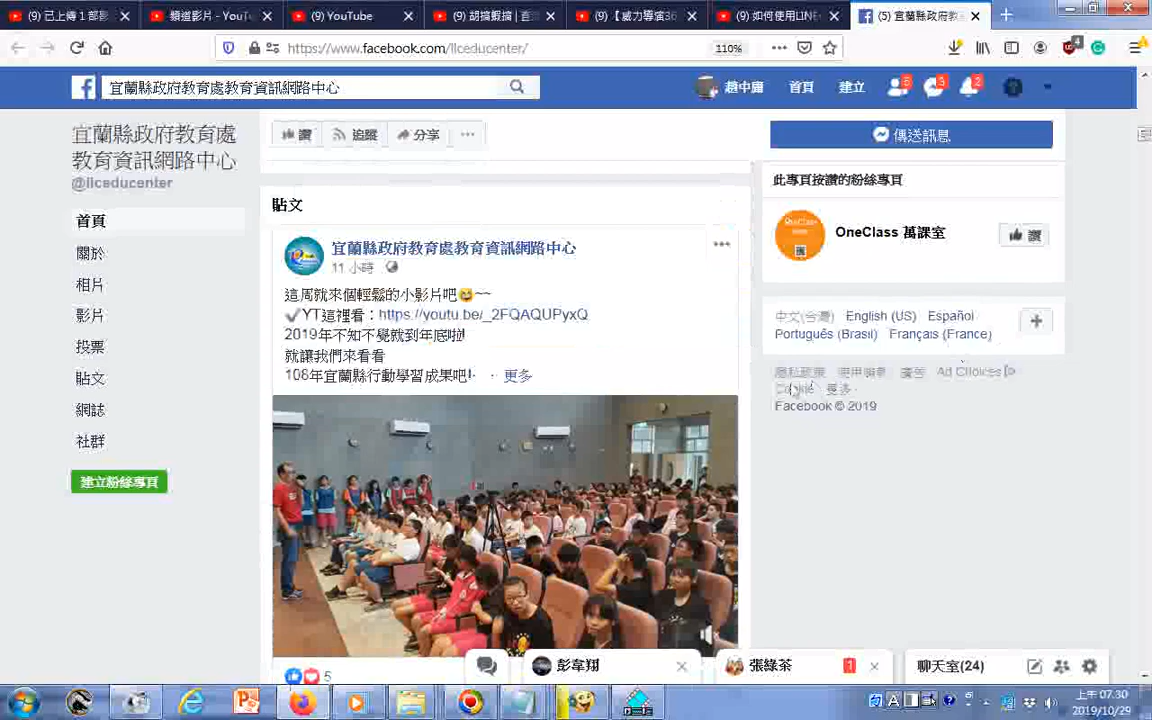 (9) 已上傳 1 部影
頻道影片 - YouT
(9) YouTube
(9) 胡搞蝦搞 | 直
(9) 【威力導演36
(9) 如何使用LINE
(5) 宜蘭縣政府教
https://www.facebook.com/ilceducenter/
110%
4
宜蘭縣政府教育處教育資訊網路中心
首頁
建立
5
3
2
宜蘭縣政府教育處
教育資訊網路中心
@ilceducenter
首頁
關於
相片
影片
投票
貼文
網誌
社群
建立粉絲專頁
讚
追蹤
分享
貼文
宜蘭縣政府教育處教育資訊網路中心
11 小時
這周就來個輕鬆的小影片吧😅~~
✔YT這裡看：https://youtu.be/_2FQAQUPyxQ
2019年不知不覺就到年底啦!
就讓我們來看看
108年宜蘭縣行動學習成果吧! 更多
5
傳送訊息
此專頁按讚的粉絲專頁
OneClass 萬課室
讚
中文(台灣) English (US) Español
Português (Brasil) Français (France)
隱私政策 使用條款 廣告 Ad Choices
Cookie 更多
Facebook © 2019
彭韋翔
張綠茶
1
聊天室(24)
上午 07:30
2019/10/29